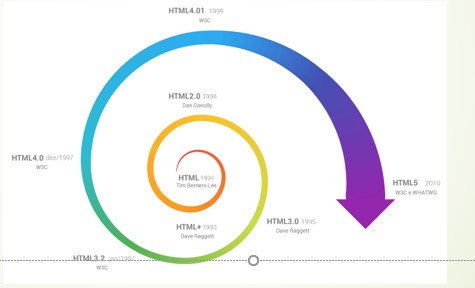 HTML4.01 1999
W3C
HTML2.0 1994
Dan Conolly
HTML4.0 dez/1997
W3C
HTML 1991
Tim Berners-Lee
HTML5 2010
W3C e WHATWG
HTML+ 1993
Dave Raggett
HTML3.0 1995
Dave Raggett
HTML3.2 jan/1997
W3C